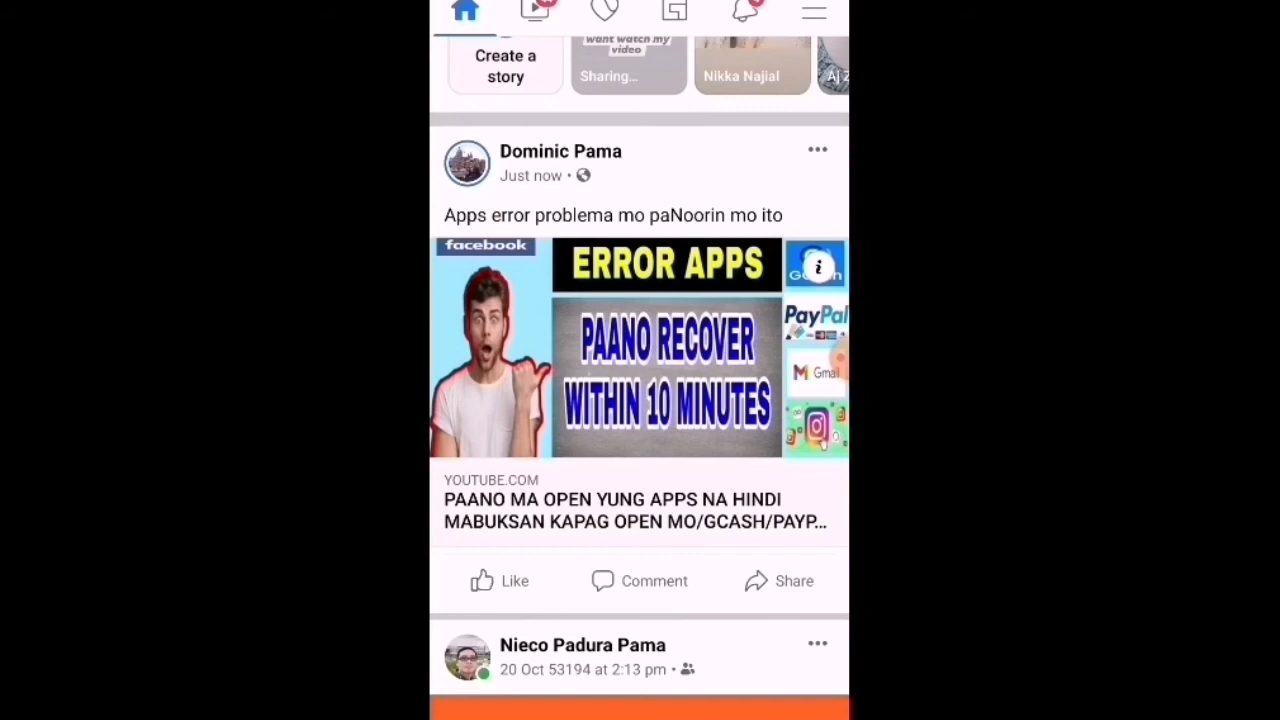 want watch my
video
Create a
story
Sharing...
Nikka Najial
Aj
Dominic Pama
Just now
Apps error problema mo paNoorin mo ito
facebook
ERROR APPS
PAANO RECOVER
WITHIN 10 MINUTES
PayPal
Gmail
YOUTUBE.COM
PAANO MA OPEN YUNG APPS NA HINDI
MABUKSAN KAPAG OPEN MO/GCASH/PAYP...
Like
Comment
Share
Nieco Padura Pama
20 Oct 53194 at 2:13 pm